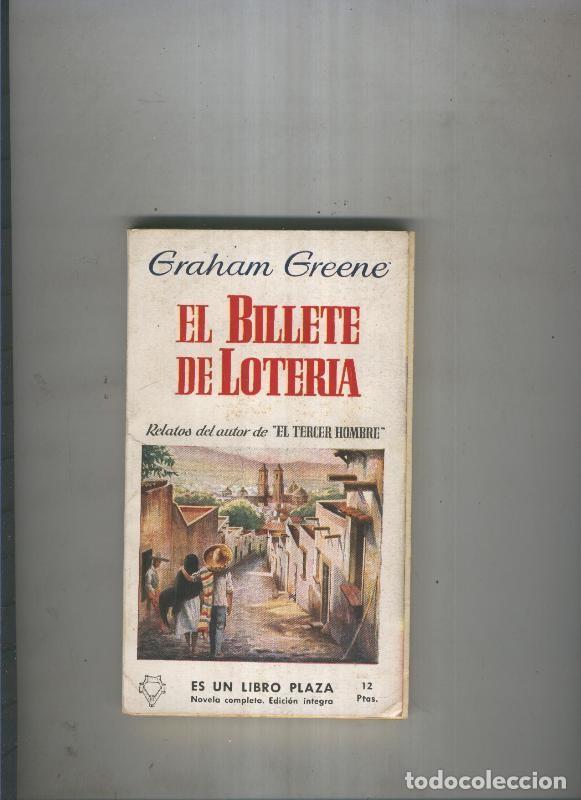 Graham Greene
EL BILLETE
DE LOTERIA
Relatos del autor de "EL TERCER HOMBRE"
ES UN LIBRO PLAZA
12
Novela completa. Edición integra
Ptas.
todocoleccion